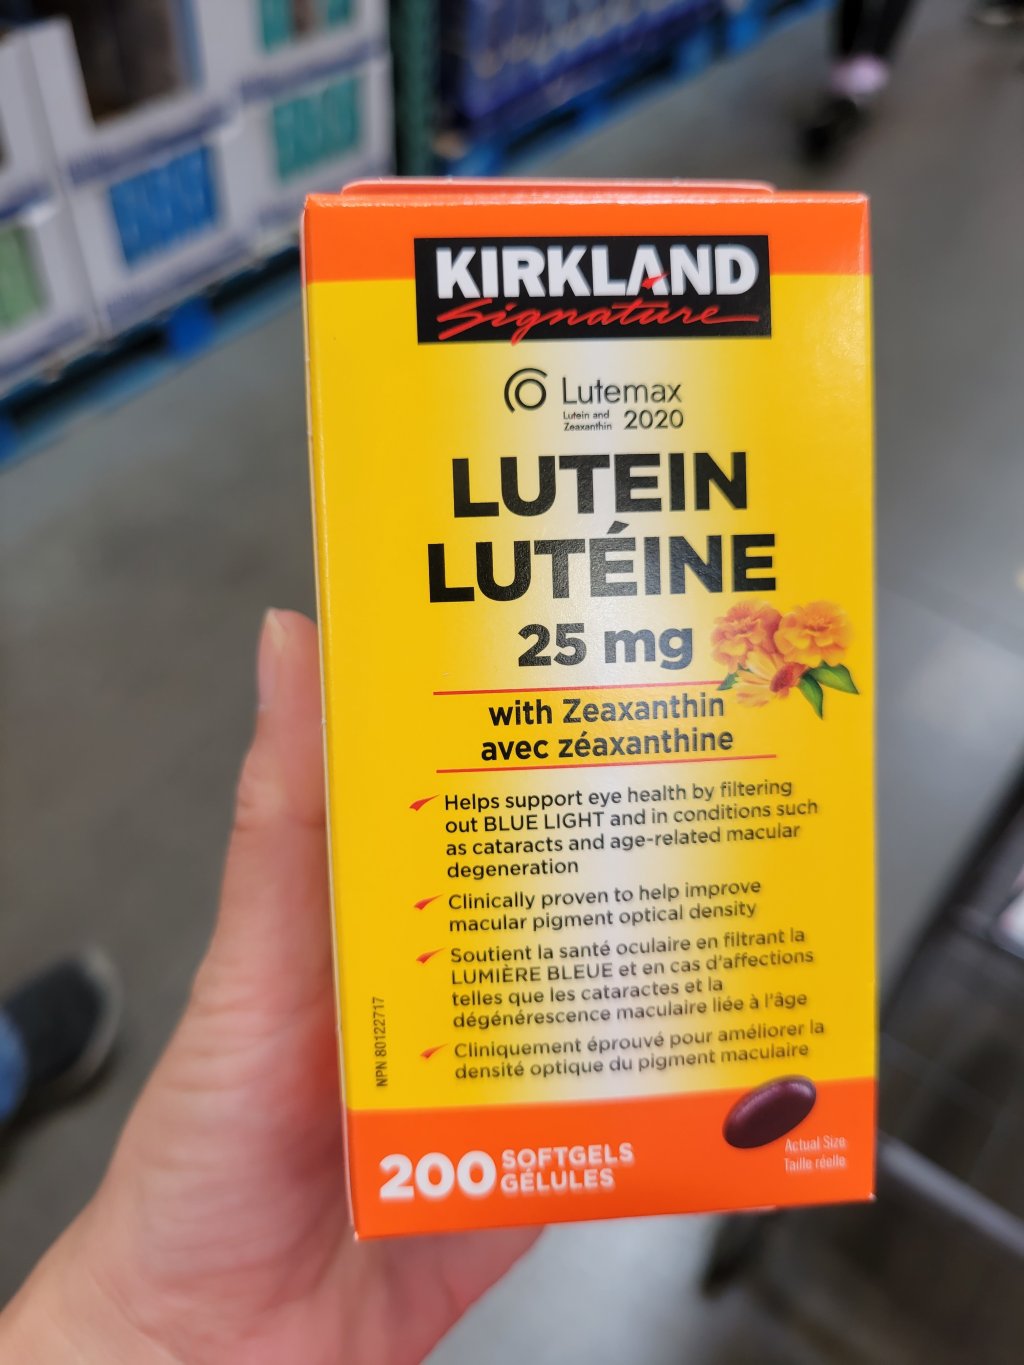 KIRKLAND
Signature
Lutemax
Lutein and
Zeaxanthin 2020
LUTEIN
LUTÉINE
25 mg
with Zeaxanthin
avec zéaxanthine
Helps support eye health by filtering
out BLUE LIGHT and in conditions such
as cataracts and age-related macular
degeneration
Clinically proven to help improve
macular pigment optical density
Soutient la santé oculaire en filtrant la
LUMIÈRE BLEUE et en cas d'affections
telles que les cataractes et la
dégénérescence maculaire liée à l'âge
Cliniquement éprouvé pour améliorer la
densité optique du pigment maculaire
NPN 80122717
200 SOFTGELS
GÉLULES
Actual Size
Taille réelle